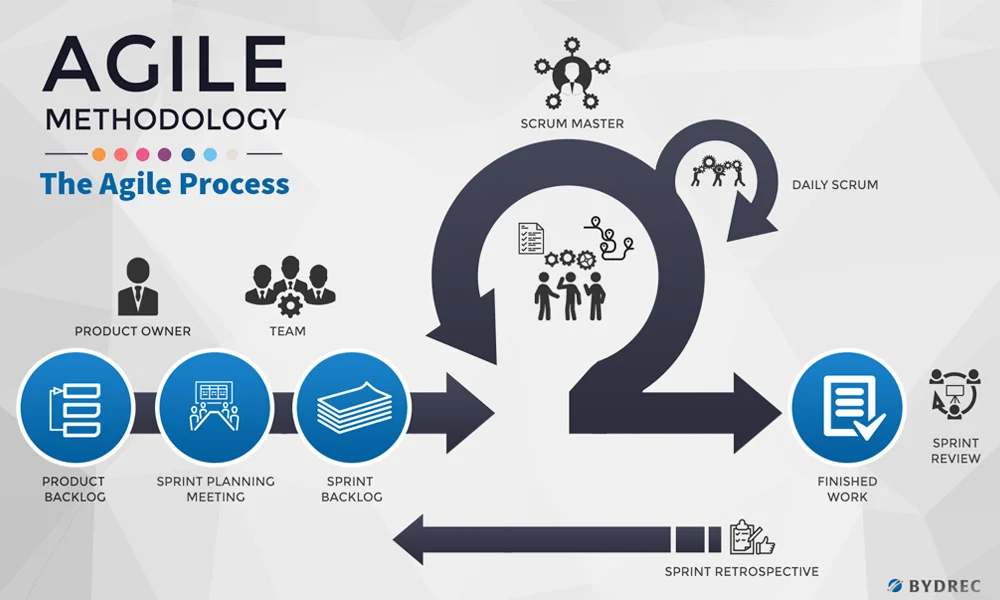 AGILE
METHODOLOGY
The Agile Process
SCRUM MASTER
DAILY SCRUM
PRODUCT OWNER
TEAM
PRODUCT
BACKLOG
SPRINT PLANNING
MEETING
SPRINT
BACKLOG
FINISHED
WORK
SPRINT
REVIEW
SPRINT RETROSPECTIVE
BYDREC